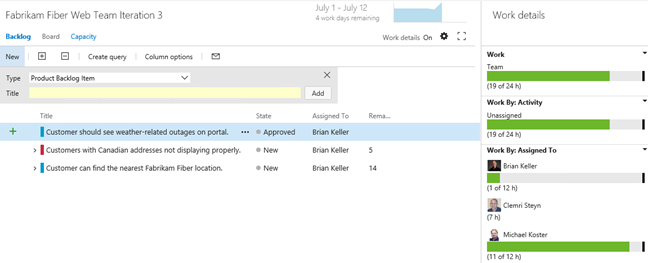 Fabrikam Fiber Web Team Iteration 3
July 1 - July 12
4 work days remaining
Backlog Board Capacity
Work details On
New Create query Column options
Type Product Backlog Item
Title Add
Title State Assigned To Rema...
Customer should see weather-related outages on portal. ... Approved Brian Keller
Customers with Canadian addresses not displaying properly. New Brian Keller 5
Customer can find the nearest Fabrikam Fiber location. New Brian Keller 14
Work details
Work
Team
(19 of 24 h)
Work By: Activity
Unassigned
(19 of 24 h)
Work By: Assigned To
Brian Keller
(1 of 12 h)
Clemri Steyn
(7 h)
Michael Koster
(11 of 12 h)